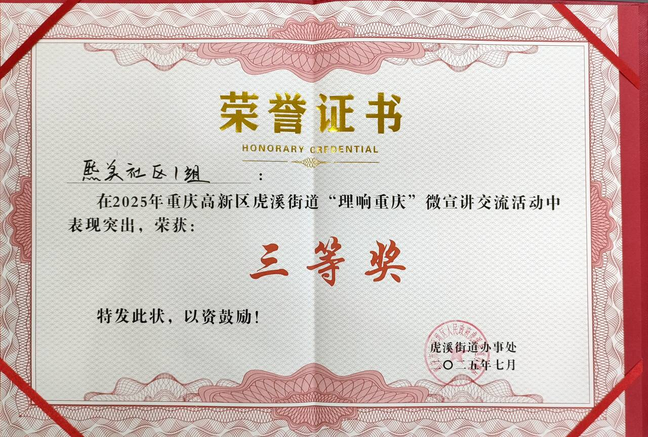 荣誉证书
HONORARY CREDENTIAL
熙美社区1组：
在2025年重庆高新区虎溪街道“理响重庆”微宣讲交流活动中
表现突出，荣获：
三等奖
特发此状，以资鼓励！
虎溪街道办事处
二〇二五年七月